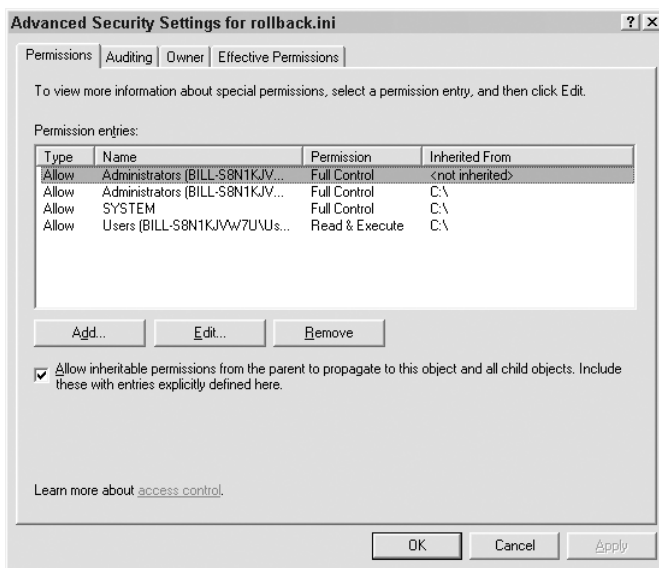 Advanced Security Settings for rollback.ini
Permissions Auditing Owner Effective Permissions
To view more information about special permissions, select a permission entry, and then click Edit.
Permission entries:
Type Name Permission Inherited From
Allow Administrators (BILL-S8N1KJV... Full Control <not inherited>
Allow Administrators (BILL-S8N1KJV... Full Control C:\
Allow SYSTEM Full Control C:\
Allow Users (BILL-S8N1KJVW7U\Us... Read & Execute C:\
Add... Edit... Remove
Allow inheritable permissions from the parent to propagate to this object and all child objects. Include
these with entries explicitly defined here.
Learn more about access control.
OK Cancel Apply